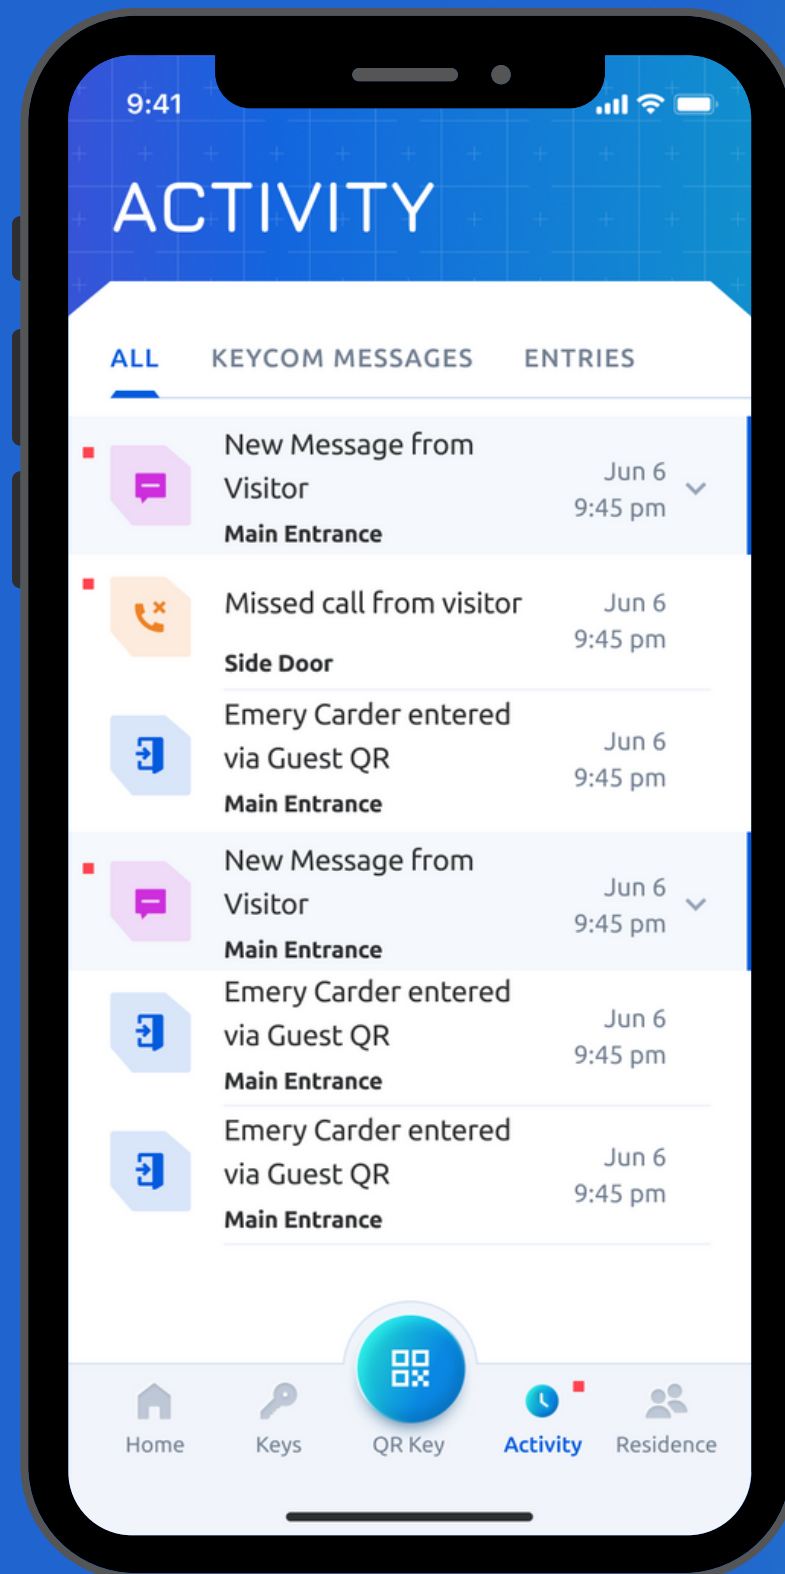 9:41
ACTIVITY
ALL KEYCOM MESSAGES ENTRIES
New Message from
Visitor
Main Entrance
Jun 6
9:45 pm
Missed call from visitor
Side Door
Jun 6
9:45 pm
Emery Carder entered
via Guest QR
Main Entrance
Jun 6
9:45 pm
New Message from
Visitor
Main Entrance
Jun 6
9:45 pm
Emery Carder entered
via Guest QR
Main Entrance
Jun 6
9:45 pm
Emery Carder entered
via Guest QR
Main Entrance
Jun 6
9:45 pm
Home Keys QR Key Activity Residence